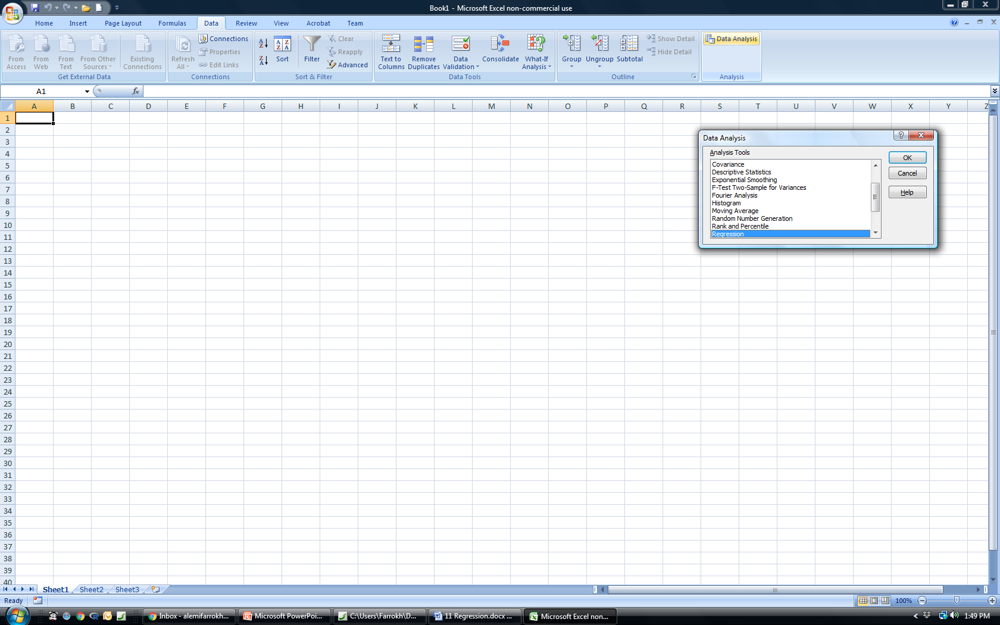 Book1 - Microsoft Excel non-commercial use
Home Insert Page Layout Formulas Data Review View Acrobat Team
From Access
From Web
From Text
From Other Sources
Existing Connections
Get External Data
Refresh All
Connections
Properties
Edit Links
Connections
Sort
Filter
Clear
Reapply
Advanced
Sort & Filter
Text to Columns
Remove Duplicates
Data Validation
Consolidate
What-If Analysis
Data Tools
Group
Ungroup
Subtotal
Show Detail
Hide Detail
Outline
Data Analysis
Analysis
A1 fx
A B C D E F G H I J K L M N O P Q R S T U V W X Y Z
1
2
3
4
5
6
7
8
9
10
11
12
13
14
15
16
17
18
19
20
21
22
23
24
25
26
27
28
29
30
31
32
33
34
35
36
37
38
39
40
Data Analysis
Analysis Tools
Covariance
Descriptive Statistics
Exponential Smoothing
F-Test Two-Sample for Variances
Fourier Analysis
Histogram
Moving Average
Random Number Generation
Rank and Percentile
Regression
OK
Cancel
Help
Sheet1 Sheet2 Sheet3
Ready 100%
Inbox - alemifarrokh... Microsoft PowerPoi... C:\Users\Farrokh\D... 11 Regression.docx ... Microsoft Excel non... 1:49 PM